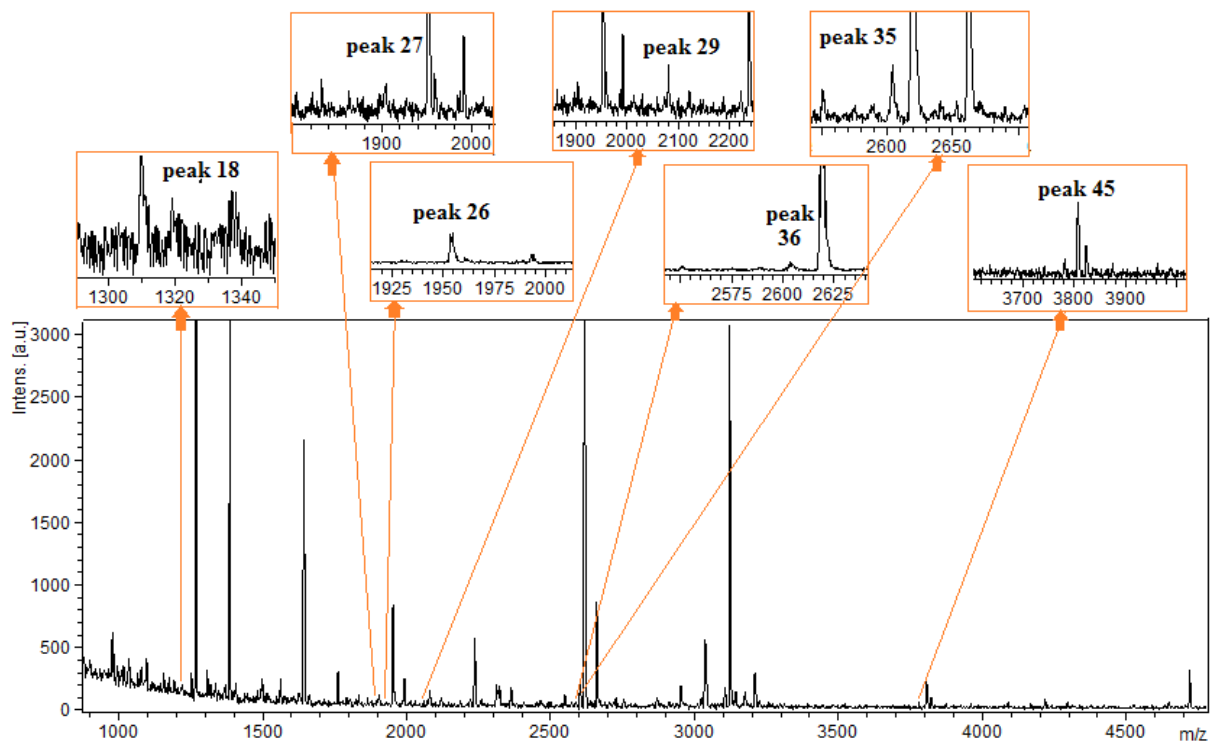 peak 27
1900 2000
peak 29
1900 2000 2100 2200
peak 35
2600 2650
peak 18
1300 1320 1340
peak 26
1925 1950 1975 2000
peak
36
2575 2600 2625
peak 45
3700 3800 3900
Intens. [a.u.]
3000
2500
2000
1500
1000
500
0
1000 1500 2000 2500 3000 3500 4000 4500 m/z